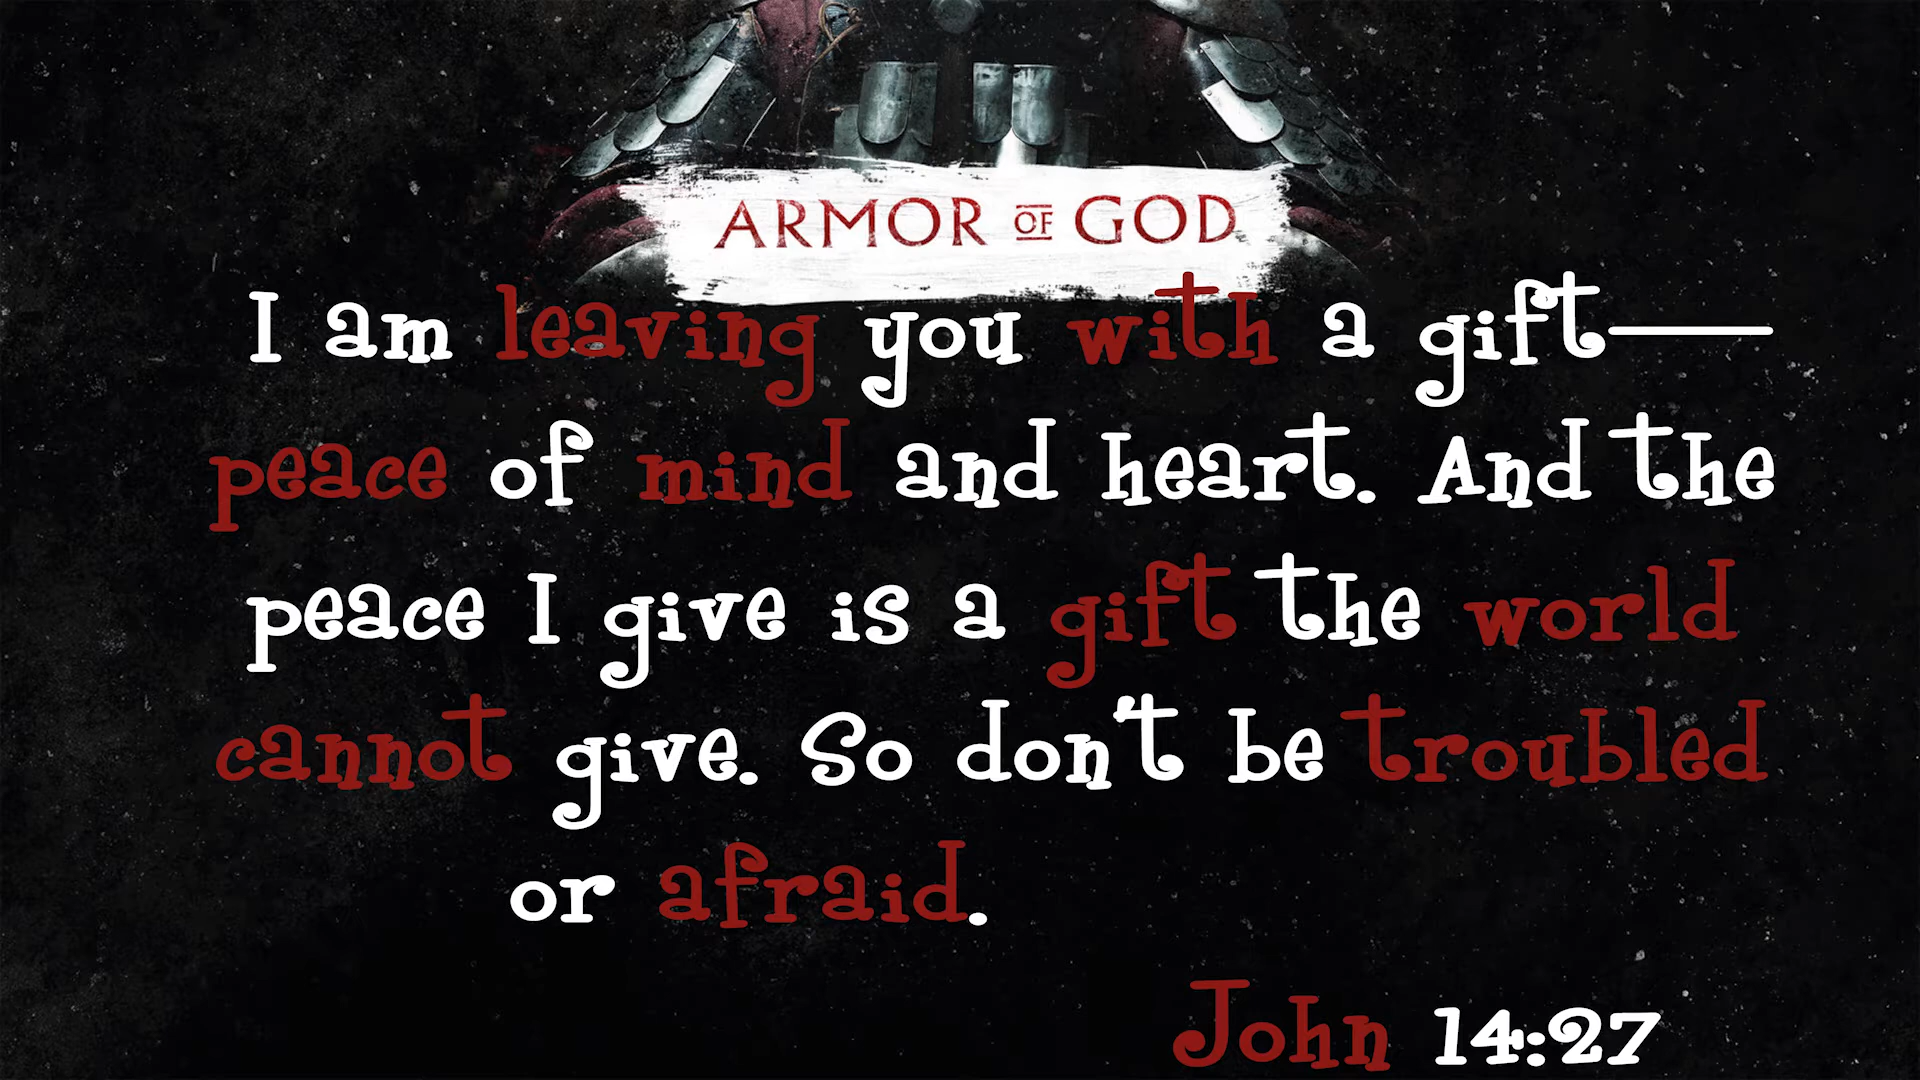 ARMOR OF GOD
I am leaving you with a gift—
peace of mind and heart. And the
peace I give is a gift the world
cannot give. So don't be troubled
or afraid.
John 14:27